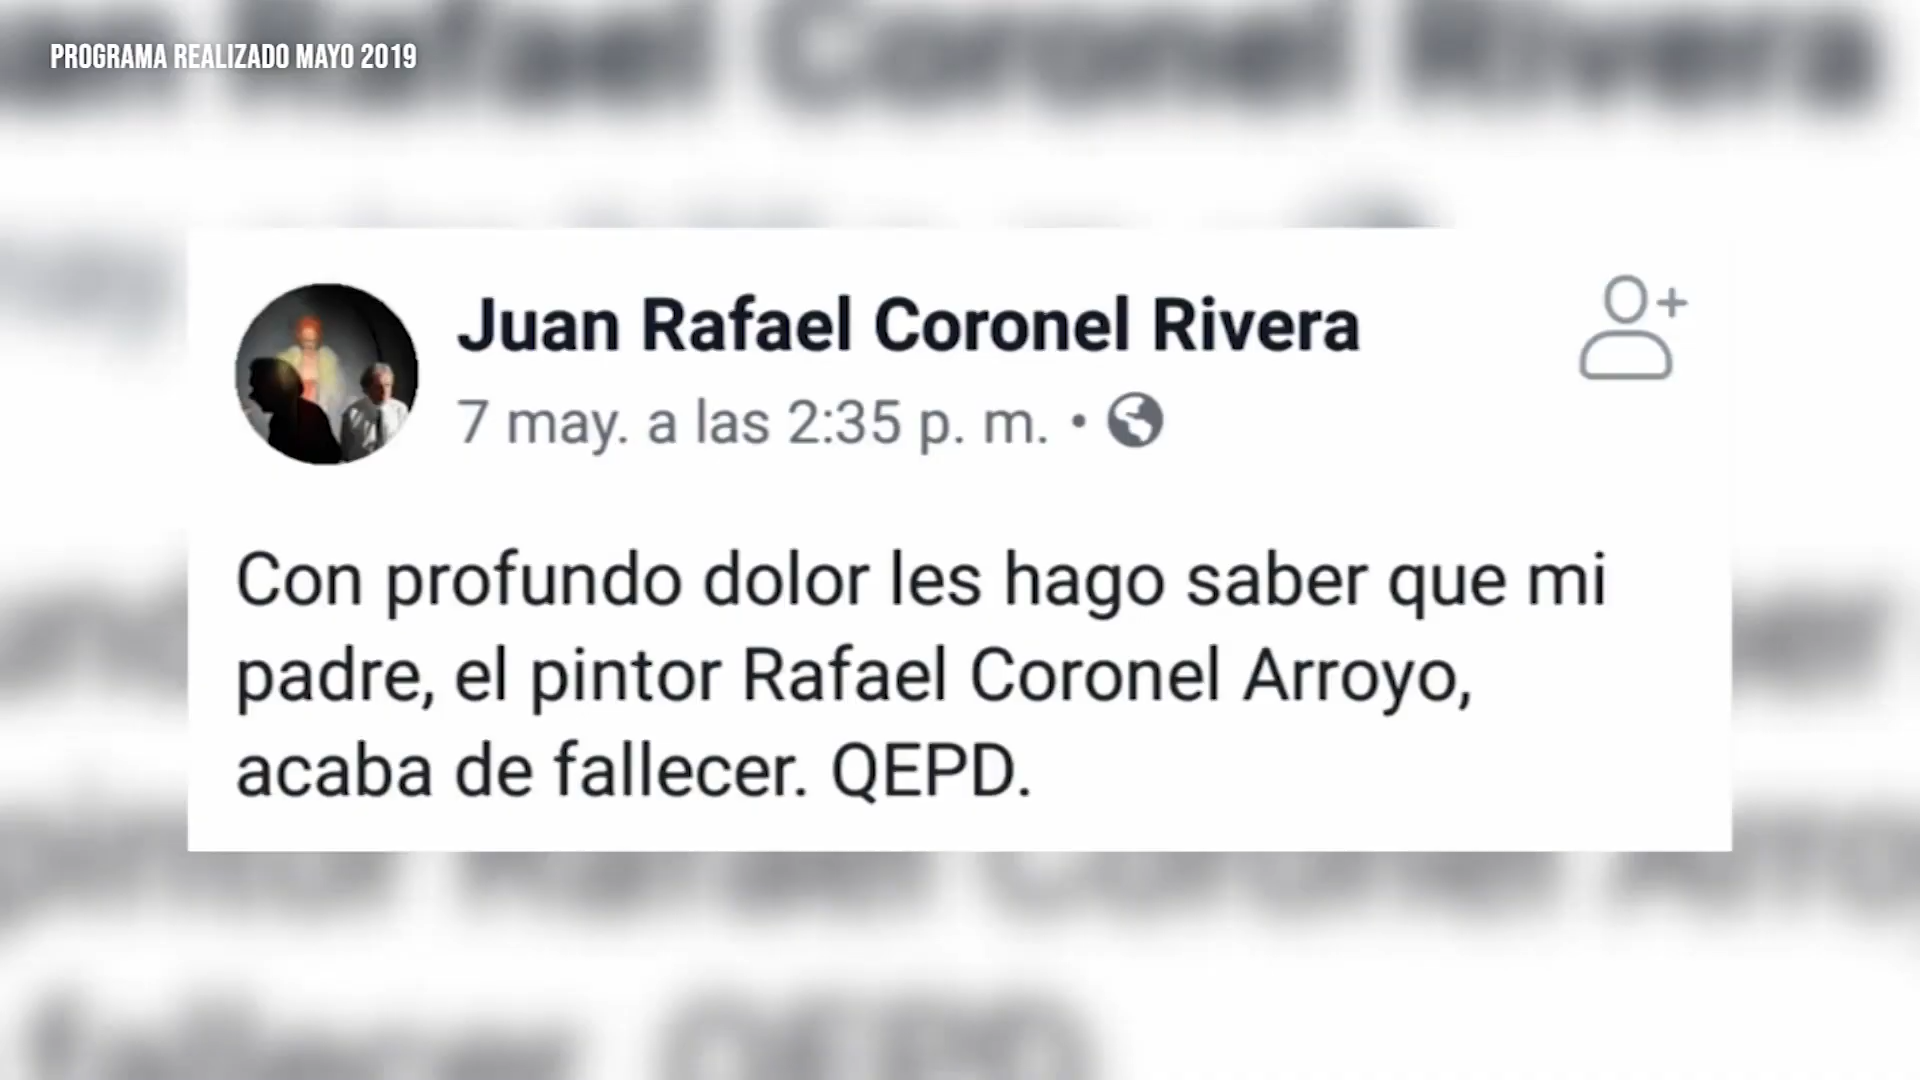 PROGRAMA REALIZADO MAYO 2019
Juan Rafael Coronel Rivera
7 may. a las 2:35 p. m. •
Con profundo dolor les hago saber que mi
padre, el pintor Rafael Coronel Arroyo,
acaba de fallecer. QEPD.